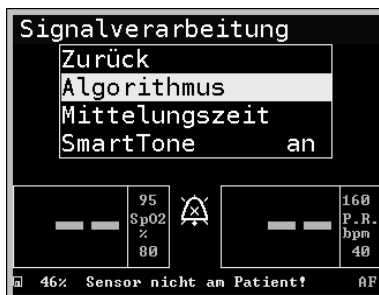 Signalverarbeitung
Zurück
Algorithmus
Mittelungszeit
SmartTone an
-- 95 SpO2 % 80
-- 160 P.R. bpm 40
46% Sensor nicht am Patient! AF